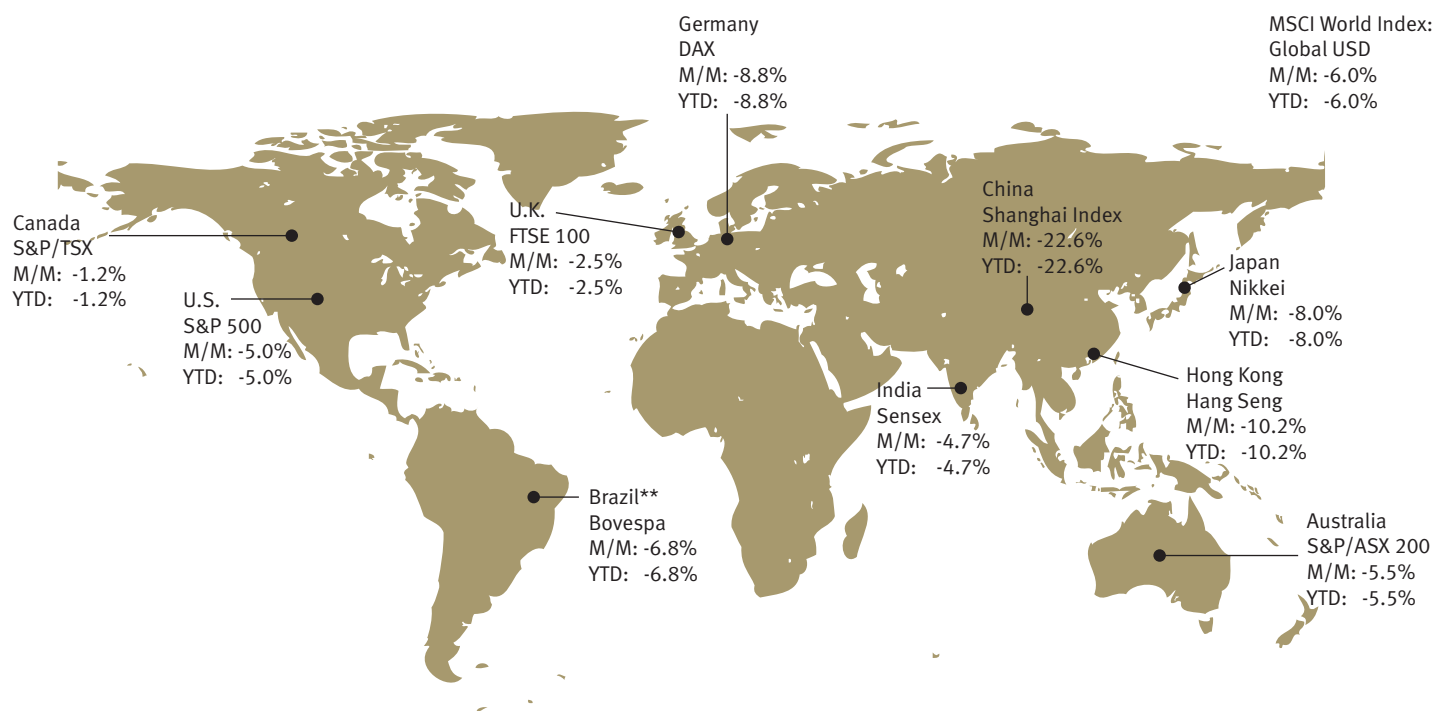 Germany
DAX
M/M: -8.8%
YTD: -8.8%
MSCI World Index:
Global USD
M/M: -6.0%
YTD: -6.0%
Canada
S&P/TSX
M/M: -1.2%
YTD: -1.2%
U.S.
S&P 500
M/M: -5.0%
YTD: -5.0%
U.K.
FTSE 100
M/M: -2.5%
YTD: -2.5%
China
Shanghai Index
M/M: -22.6%
YTD: -22.6%
Japan
Nikkei
M/M: -8.0%
YTD: -8.0%
Hong Kong
Hang Seng
M/M: -10.2%
YTD: -10.2%
India
Sensex
M/M: -4.7%
YTD: -4.7%
Brazil**
Bovespa
M/M: -6.8%
YTD: -6.8%
Australia
S&P/ASX 200
M/M: -5.5%
YTD: -5.5%